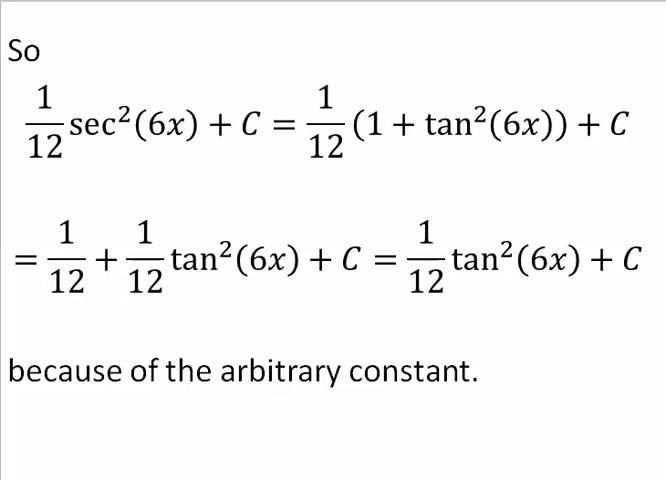 So
1/12 sec²(6x) + C = 1/12 (1 + tan²(6x)) + C
= 1/12 + 1/12 tan²(6x) + C = 1/12 tan²(6x) + C
because of the arbitrary constant.